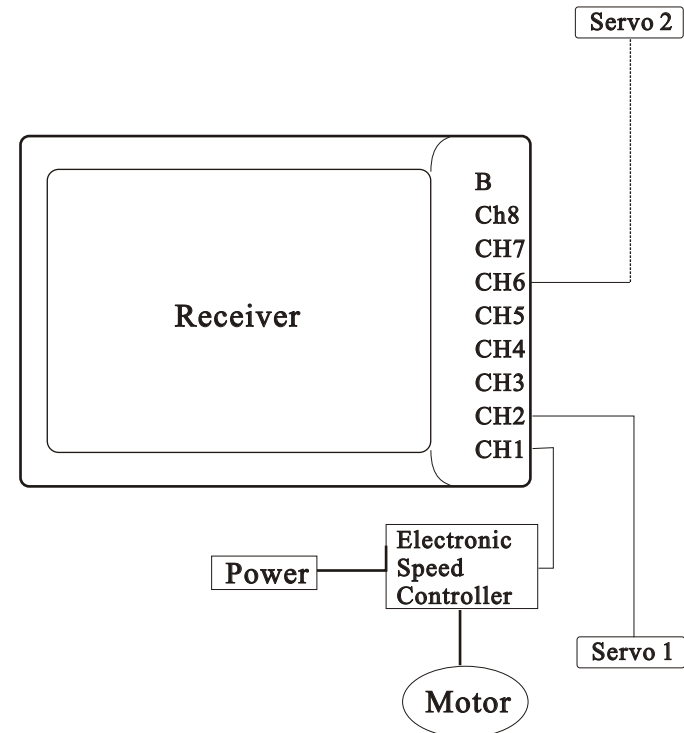 Servo 2
B
Ch8
CH7
CH6
CH5
CH4
CH3
CH2
CH1
Receiver
Electronic
Speed
Controller
Power
Servo 1
Motor